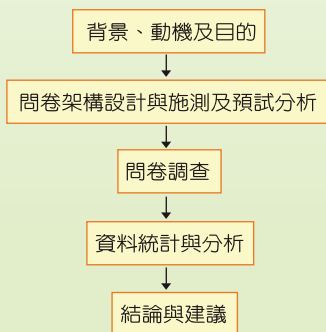 背景、動機及目的
問卷架構設計與施測及預試分析
問卷調查
資料統計與分析
結論與建議